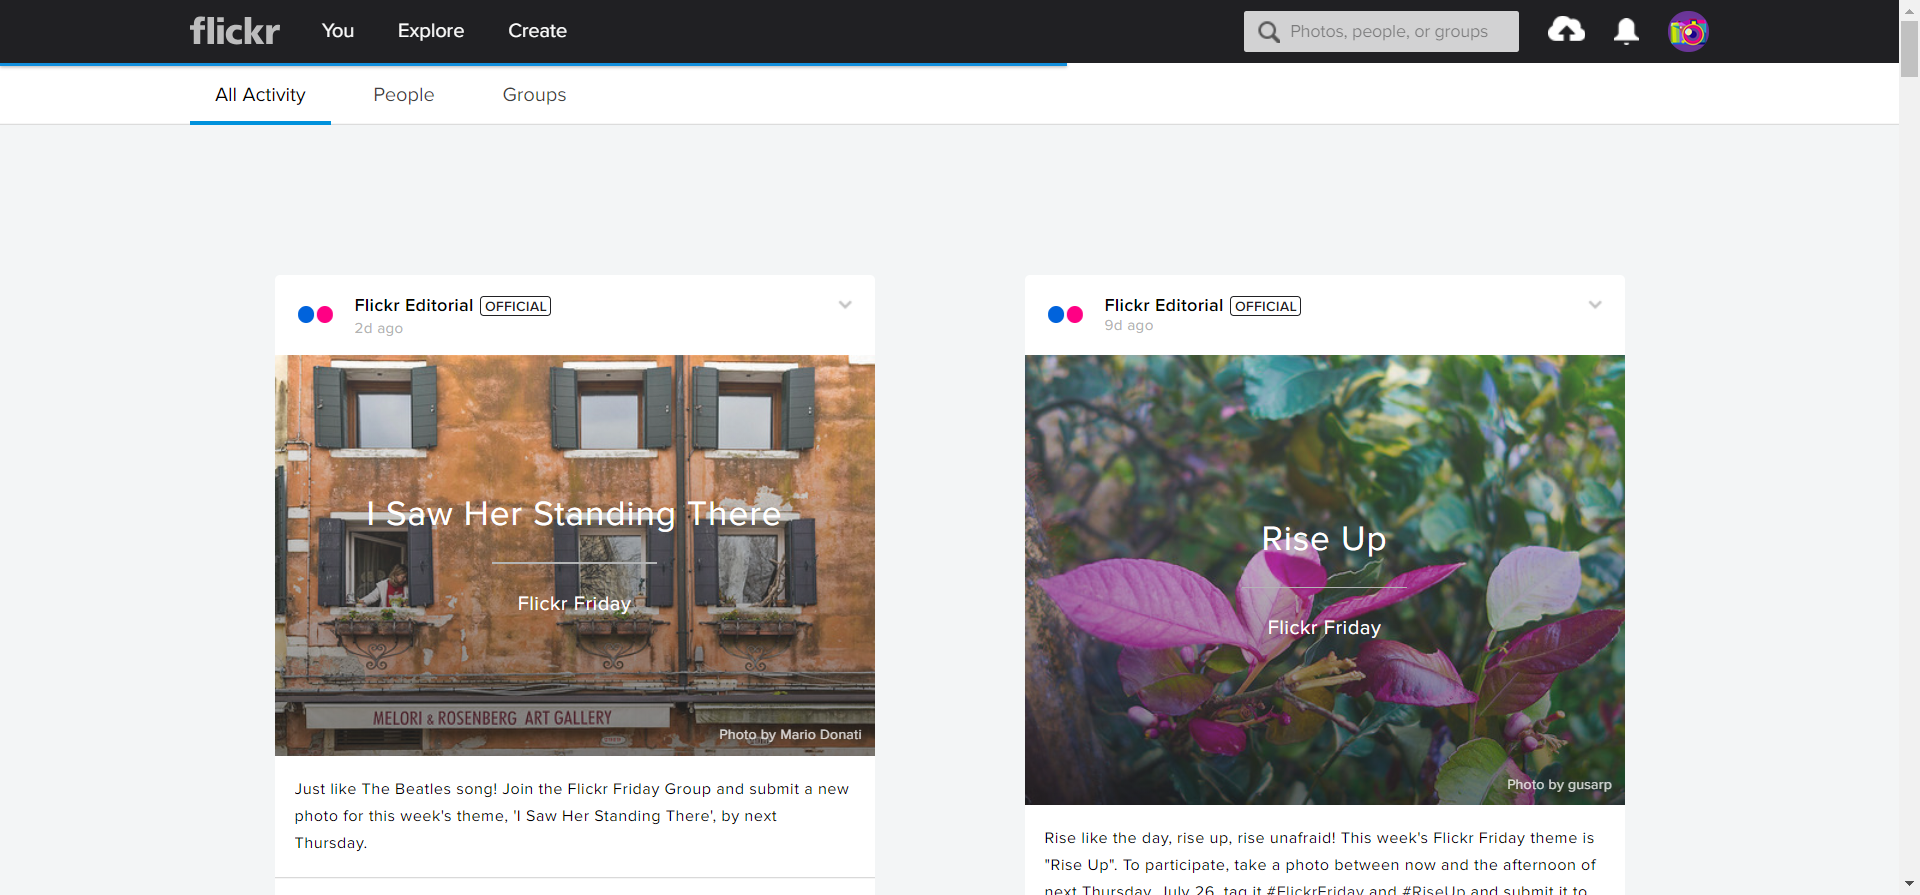 flickr
You
Explore
Create
Photos, people, or groups
All Activity
People
Groups
Flickr Editorial OFFICIAL
2d ago
I Saw Her Standing There
Flickr Friday
MELORI & ROSENBERG ART GALLERY
Photo by Mario Donati
Just like The Beatles song! Join the Flickr Friday Group and submit a new
photo for this week's theme, 'I Saw Her Standing There', by next
Thursday.
Flickr Editorial OFFICIAL
9d ago
Rise Up
Flickr Friday
Photo by gusarp
Rise like the day, rise up, rise unafraid! This week's Flickr Friday theme is
"Rise Up". To participate, take a photo between now and the afternoon of
next Thursday, July 26, tag it #FlickrFriday and #RiseUp and submit it to